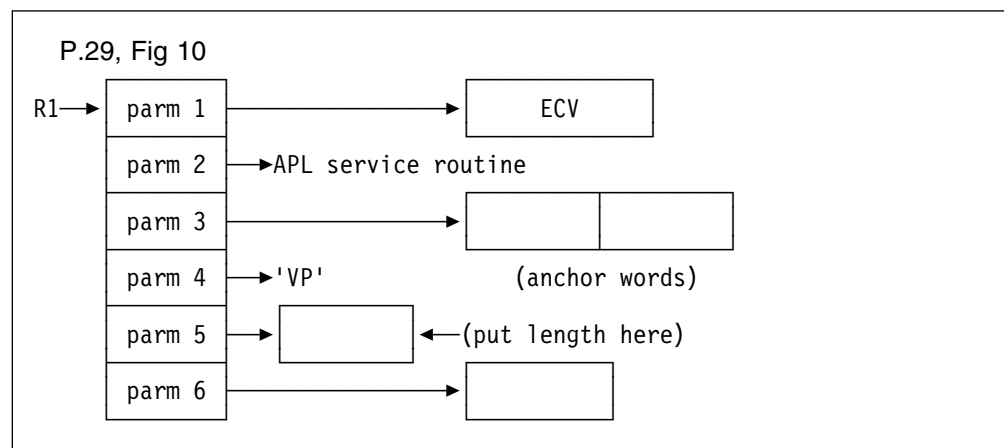 P.29, Fig 10
R1 parm 1 ECV
parm 2 APL service routine
parm 3
parm 4 'VP' (anchor words)
parm 5 (put length here)
parm 6